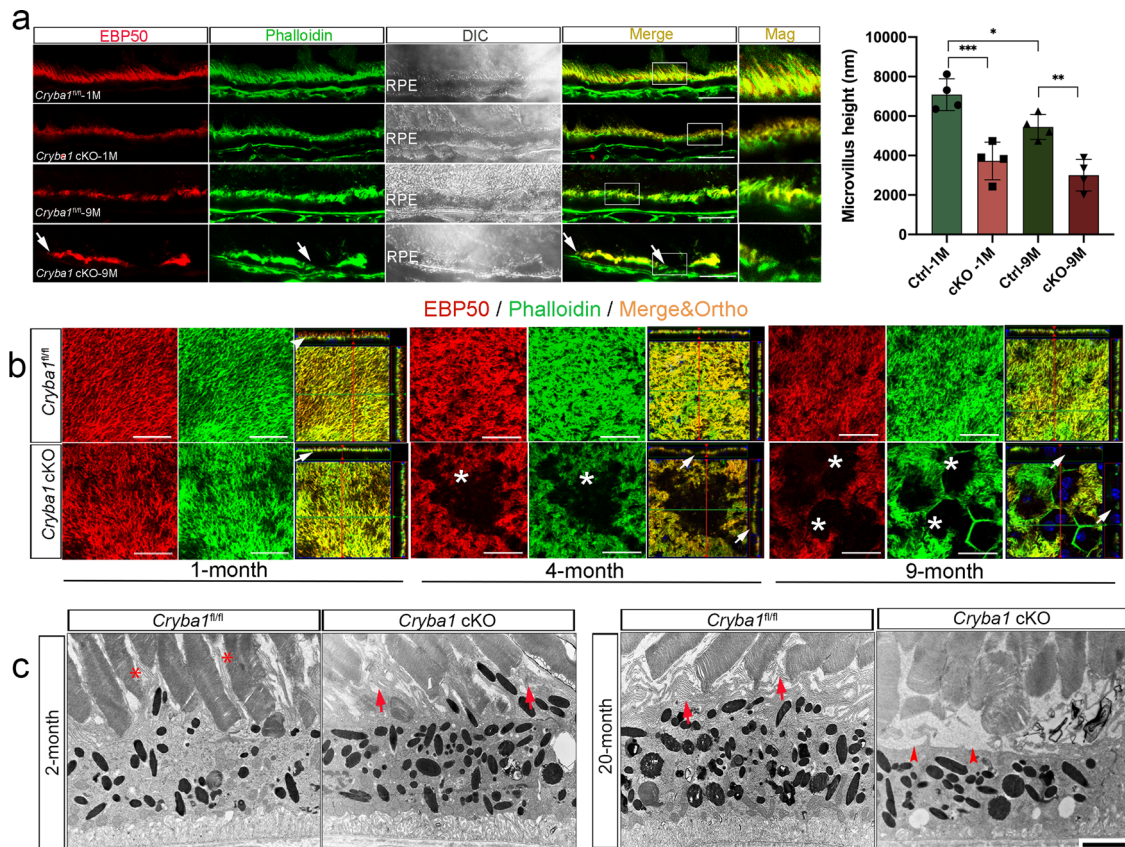 a
EBP50 Phalloidin DIC Merge Mag
Cryba1fl/fl-1M RPE
Cryba1 cKO-1M RPE
Cryba1fl/fl-9M RPE
Cryba1 cKO-9M RPE
Microvillus height (nm)
10000
8000
6000
4000
2000
0
*
*** **
Ctrl-1M cKO -1M Ctrl-9M cKO-9M
EBP50 / Phalloidin / Merge&Ortho
b
Cryba1fl/fl
Cryba1 cKO
* * * * * *
1-month 4-month 9-month
c
Cryba1fl/fl Cryba1 cKO Cryba1fl/fl Cryba1 cKO
2-month * * 20-month